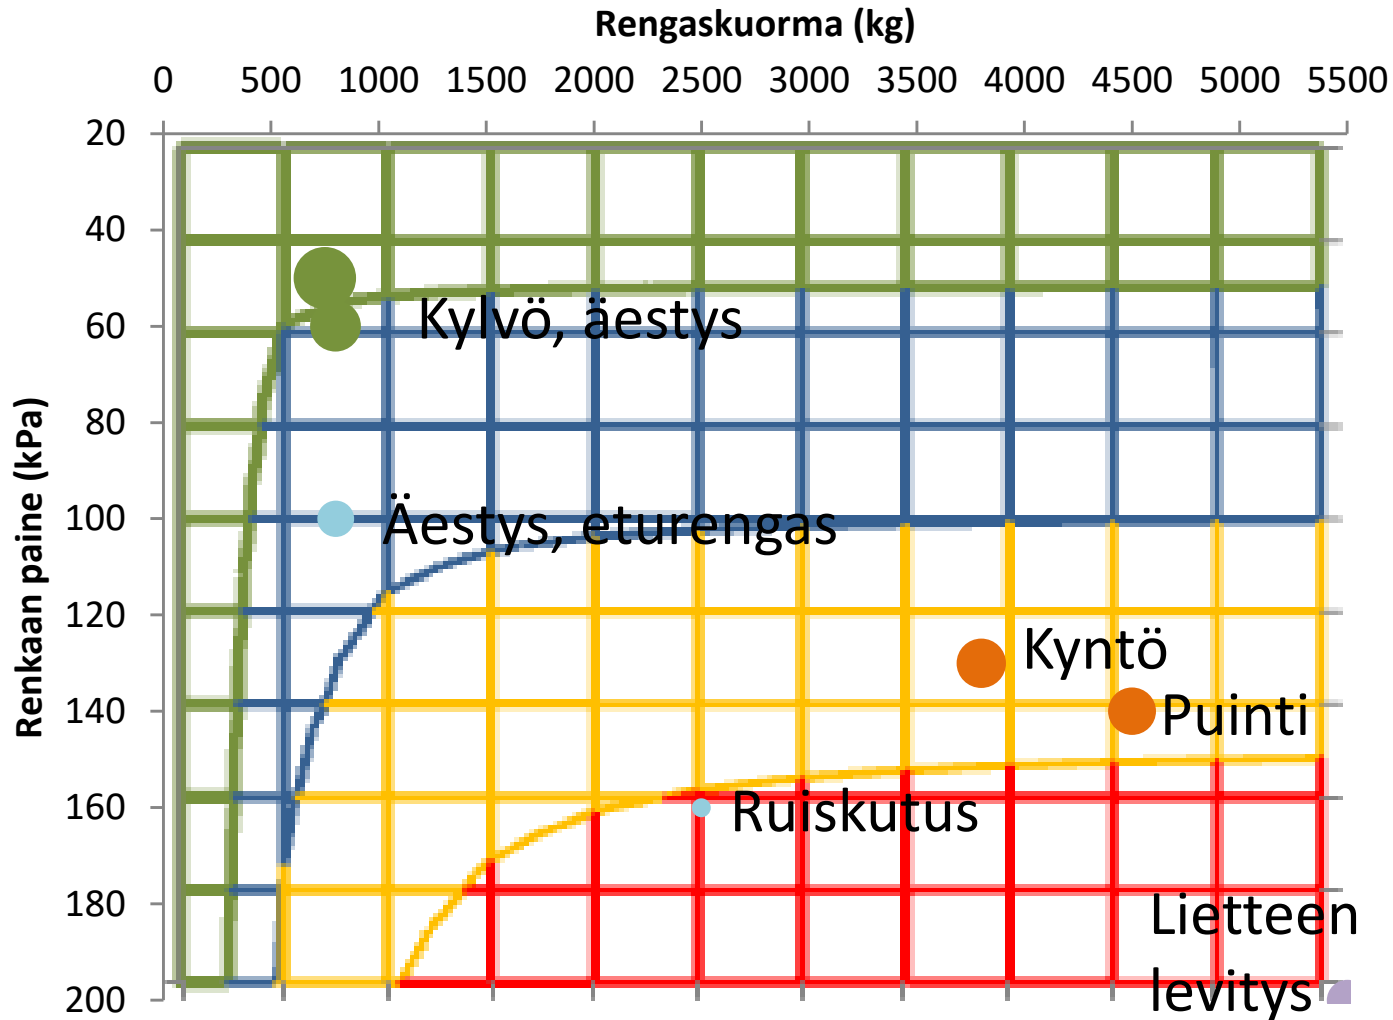 Rengaskuorma (kg)
0 500 1000 1500 2000 2500 3000 3500 4000 4500 5000 5500
Renkaan paine (kPa)
20
40
60
80
100
120
140
160
180
200
Kylvö, äestys
Äestys, eturengas
Kyntö
Puinti
Ruiskutus
Lietteen
levitys